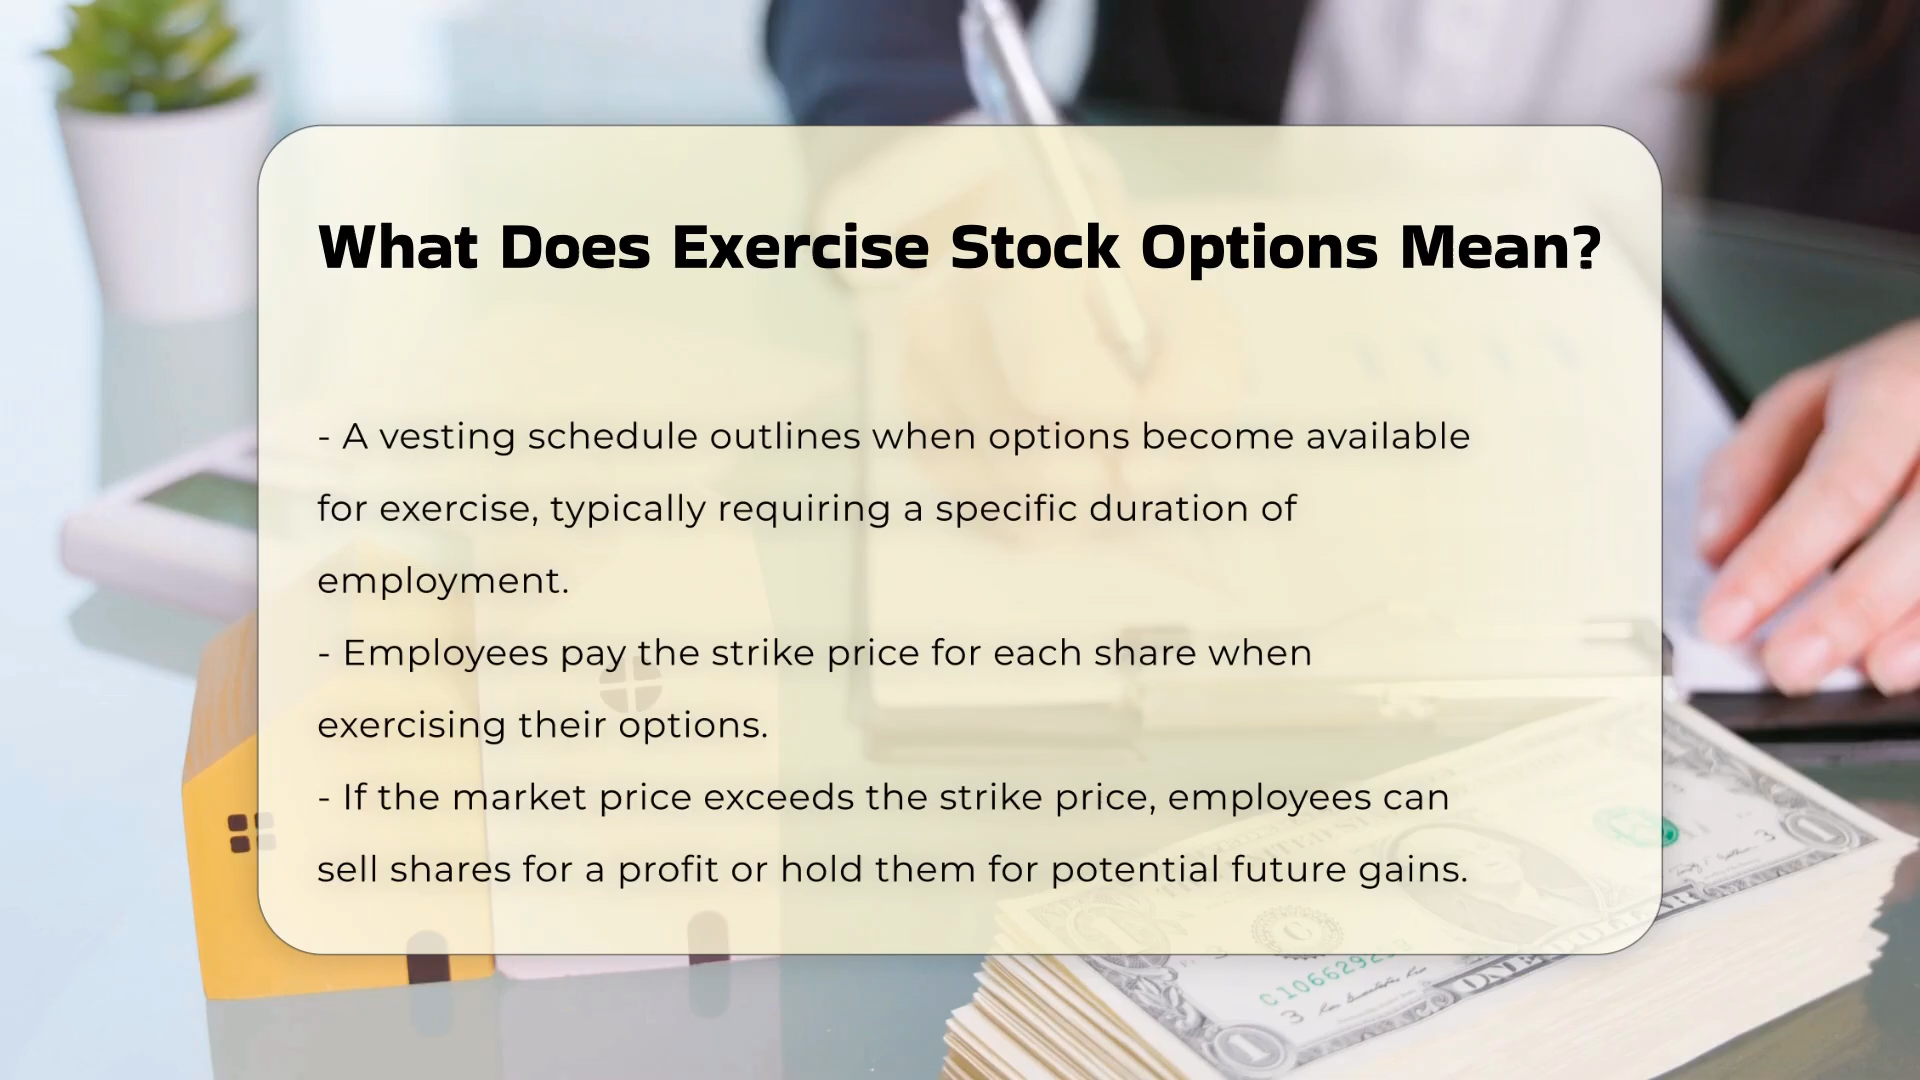 What Does Exercise Stock Options Mean?
- A vesting schedule outlines when options become available
for exercise, typically requiring a specific duration of
employment.
- Employees pay the strike price for each share when
exercising their options.
- If the market price exceeds the strike price, employees can
sell shares for a profit or hold them for potential future gains.